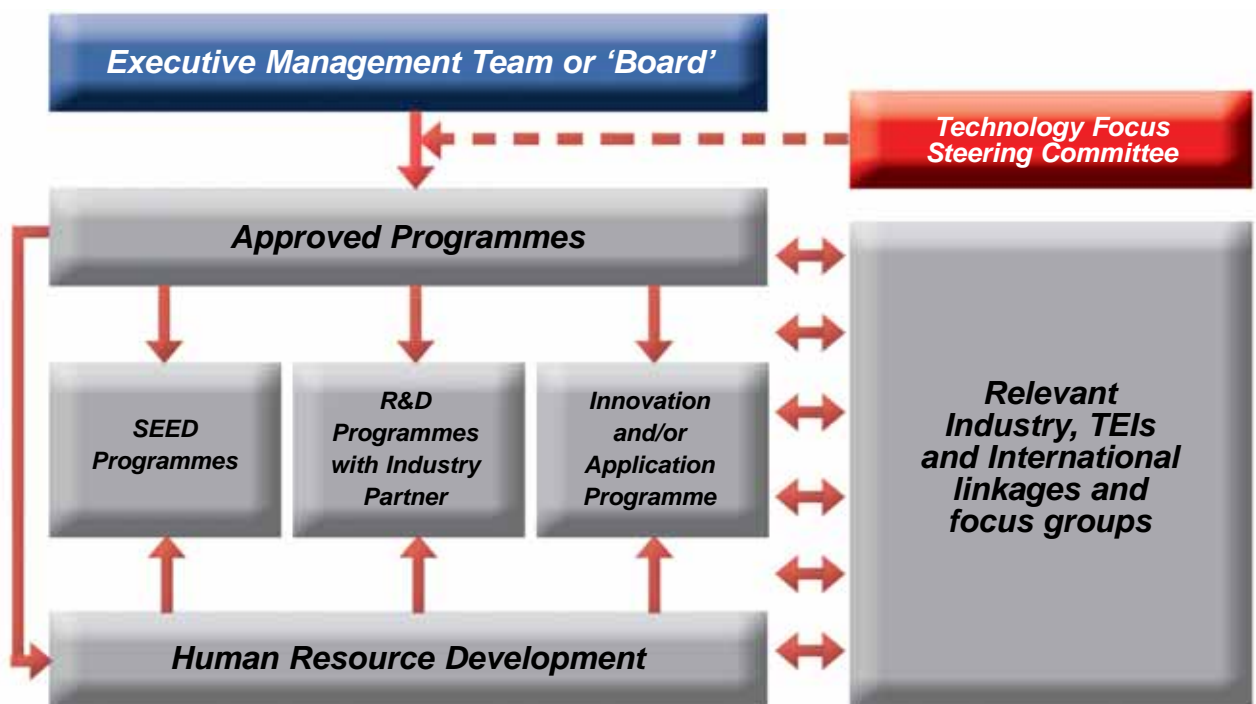 Executive Management Team or ‘Board’
Technology Focus
Steering Committee
Approved Programmes
SEED
Programmes
R&D
Programmes
with Industry
Partner
Innovation
and/or
Application
Programme
Relevant
Industry, TEIs
and International
linkages and
focus groups
Human Resource Development